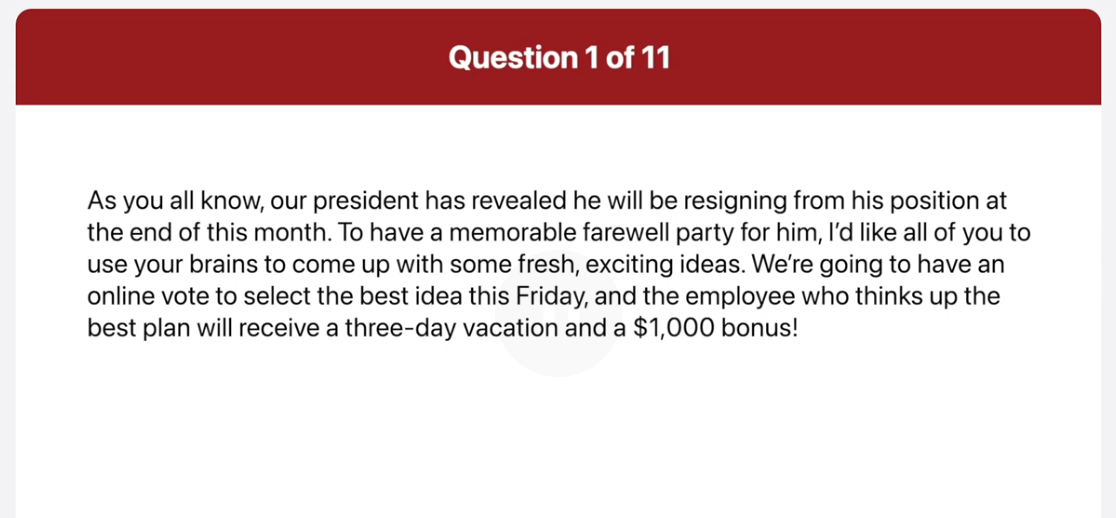 Question 1 of 11
As you all know, our president has revealed he will be resigning from his position at
the end of this month. To have a memorable farewell party for him, I’d like all of you to
use your brains to come up with some fresh, exciting ideas. We’re going to have an
online vote to select the best idea this Friday, and the employee who thinks up the
best plan will receive a three-day vacation and a $1,000 bonus!